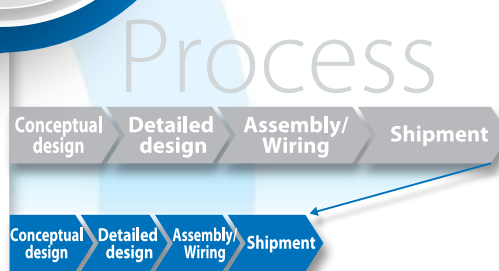 Process
Conceptual
design
Detailed
design
Assembly/
Wiring
Shipment
Conceptual
design
Detailed
design
Assembly/
Wiring
Shipment